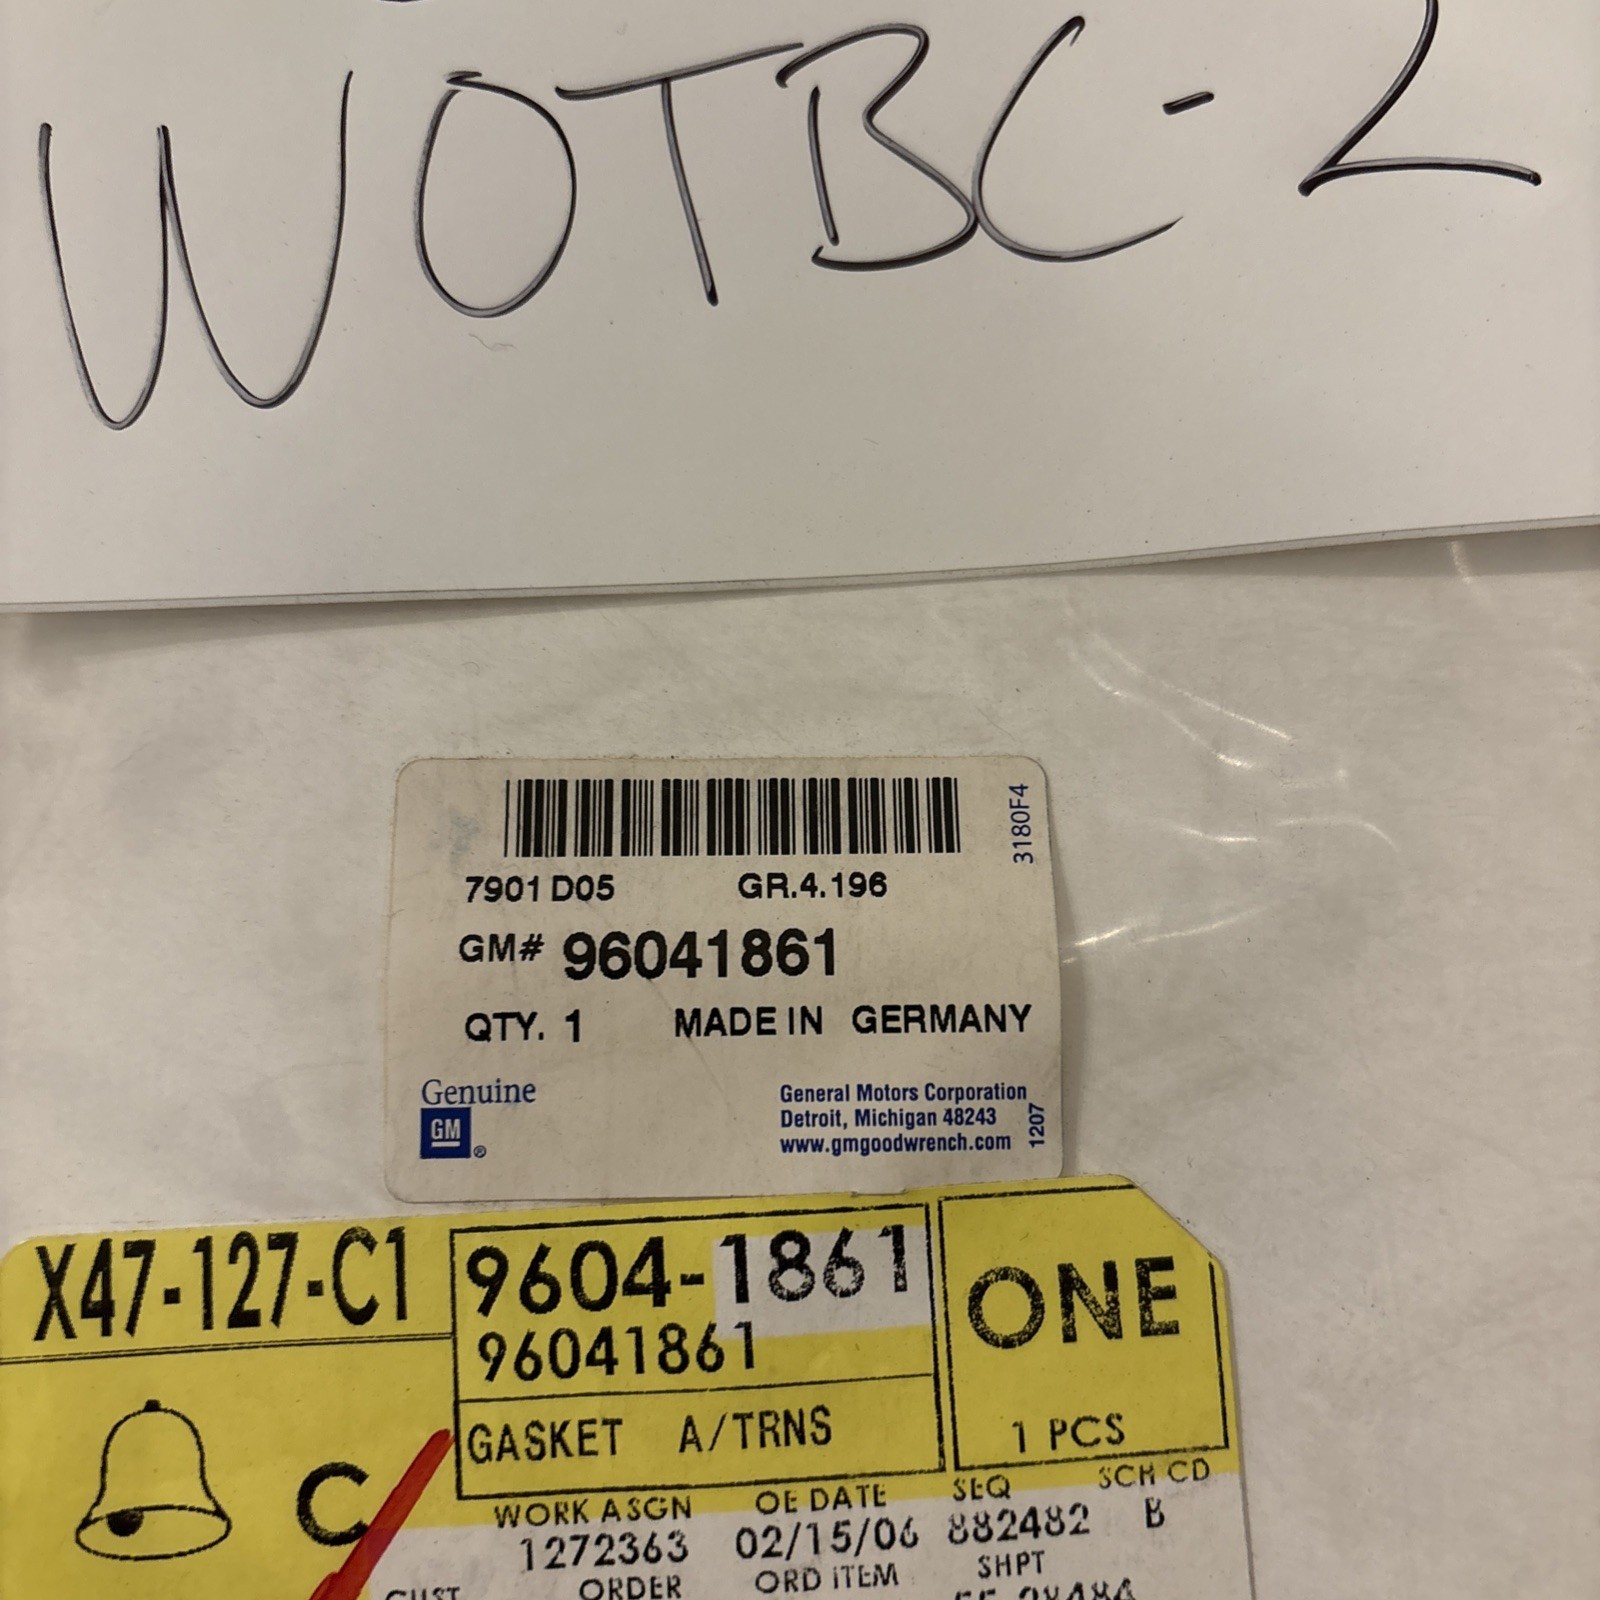 WOTBC-2
3180F4
7901 D05 GR.4.196
GM# 96041861
QTY. 1 MADE IN GERMANY
Genuine
GM ®
General Motors Corporation
Detroit, Michigan 48243
www.gmgoodwrench.com
1207
X47-127-C1
9604-1861
96041861
GASKET A/TRNS
ONE
1 PCS
C
WORK ASGN OE DATE SEQ SCH CD
1272363 02/15/06 882482 B
CUST ORDER ORD ITEM SHPT